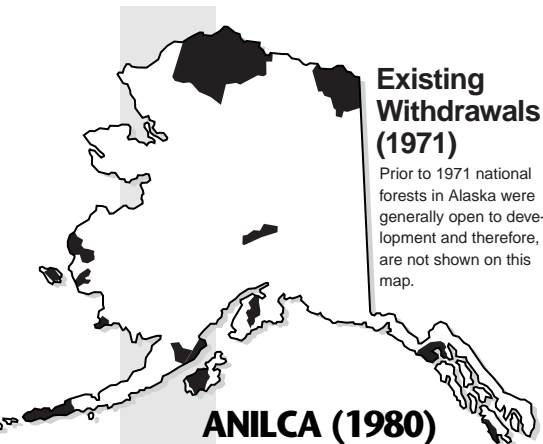 Existing
Withdrawals
(1971)
Prior to 1971 national
forests in Alaska were
generally open to deve-
lopment and therefore,
are not shown on this
map.
ANILCA (1980)